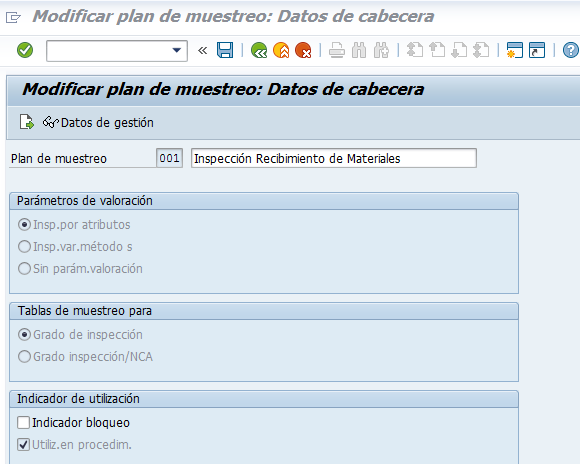 Modificar plan de muestreo: Datos de cabecera
Modificar plan de muestreo: Datos de cabecera
Datos de gestión
Plan de muestreo 001 Inspección Recibimiento de Materiales
Parámetros de valoración
Insp.por atributos
Insp.var.método s
Sin parám.valoración
Tablas de muestreo para
Grado de inspección
Grado inspección/NCA
Indicador de utilización
Indicador bloqueo
Utiliz.en procedim.